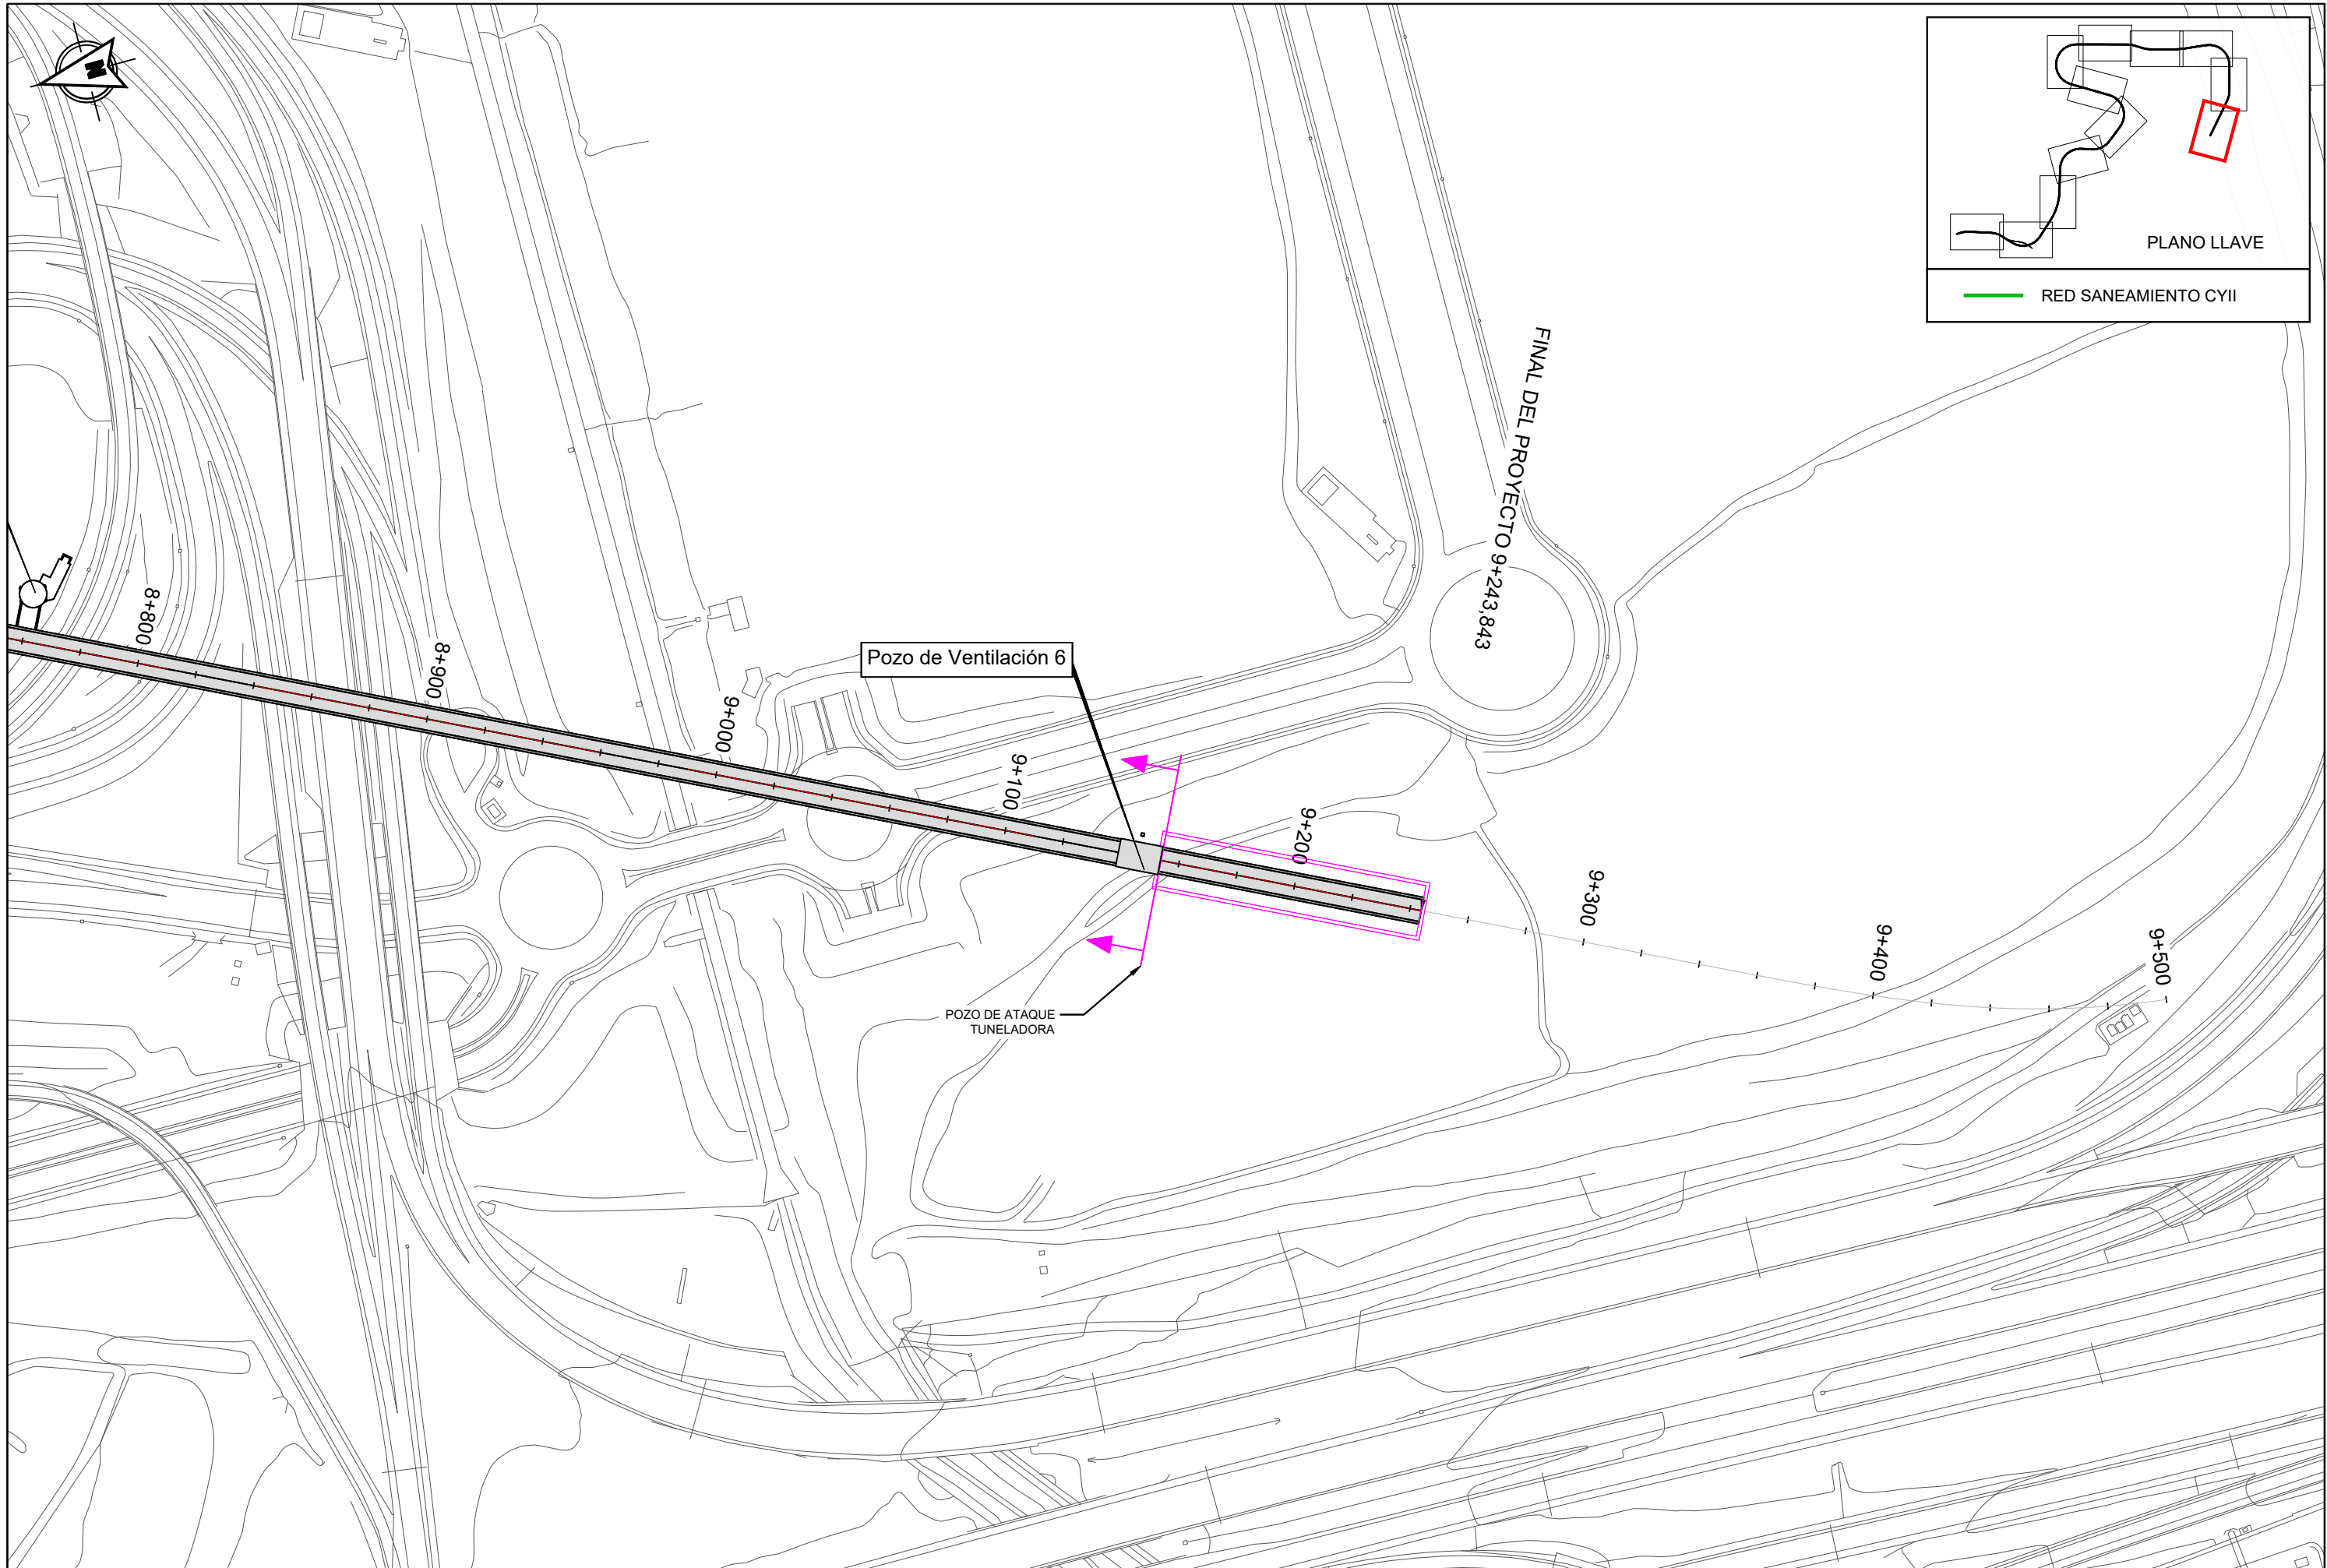 N
PLANO LLAVE
RED SANEAMIENTO CYII
FINAL DEL PROYECTO 9+243,843
8+800
8+900
9+000
Pozo de Ventilación 6
9+100
9+200
9+300
9+400
9+500
POZO DE ATAQUE
TUNELADORA